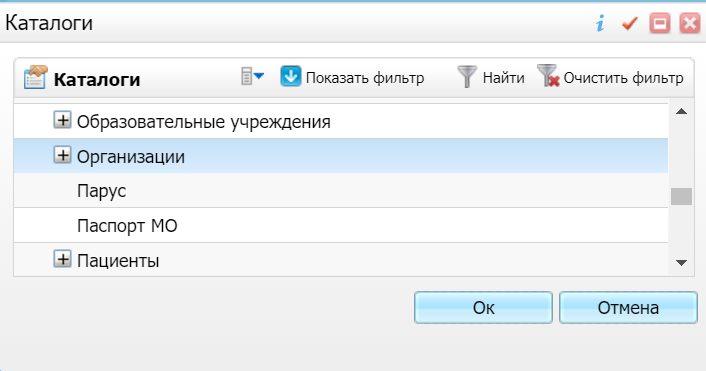 Каталоги
Каталоги Показать фильтр Найти Очистить фильтр
Образовательные учреждения
Организации
Парус
Паспорт МО
Пациенты
Ок Отмена